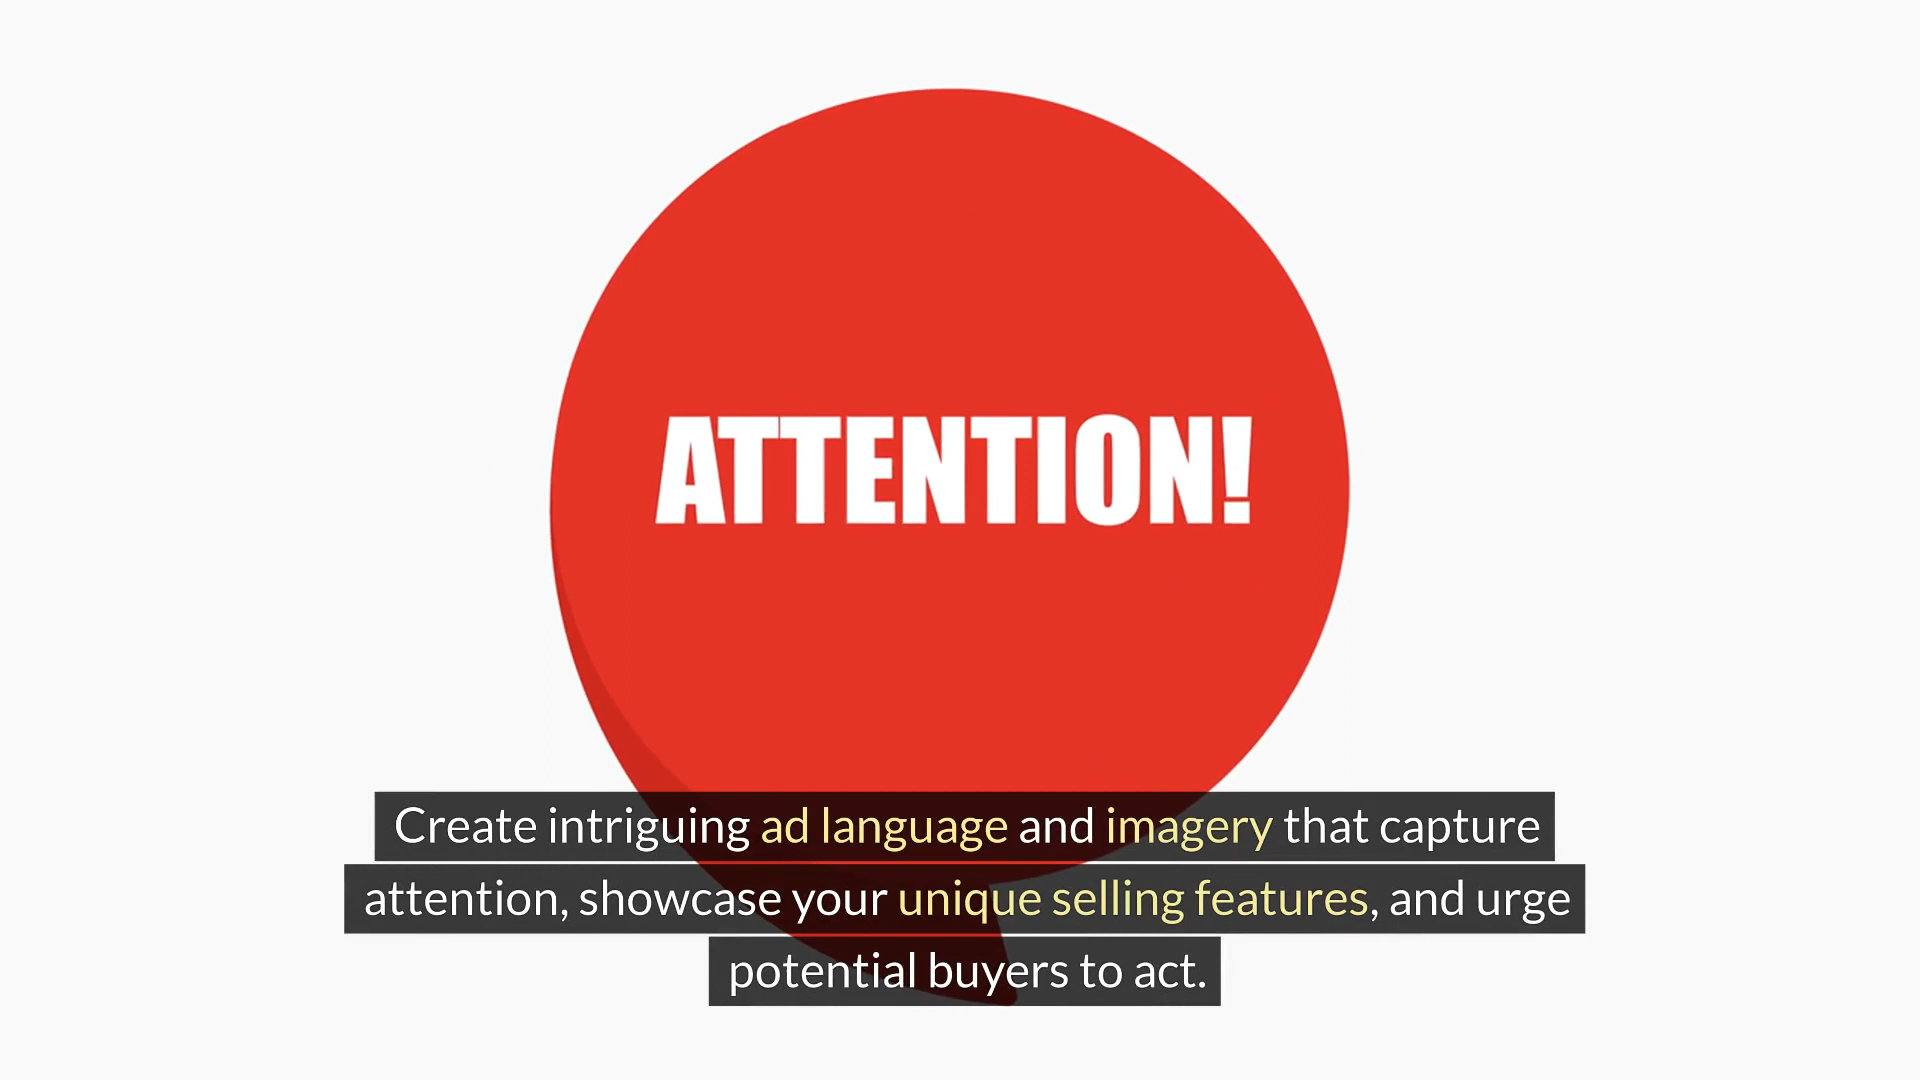 ATTENTION!
Create intriguing ad language and imagery that capture
attention, showcase your unique selling features, and urge
potential buyers to act.